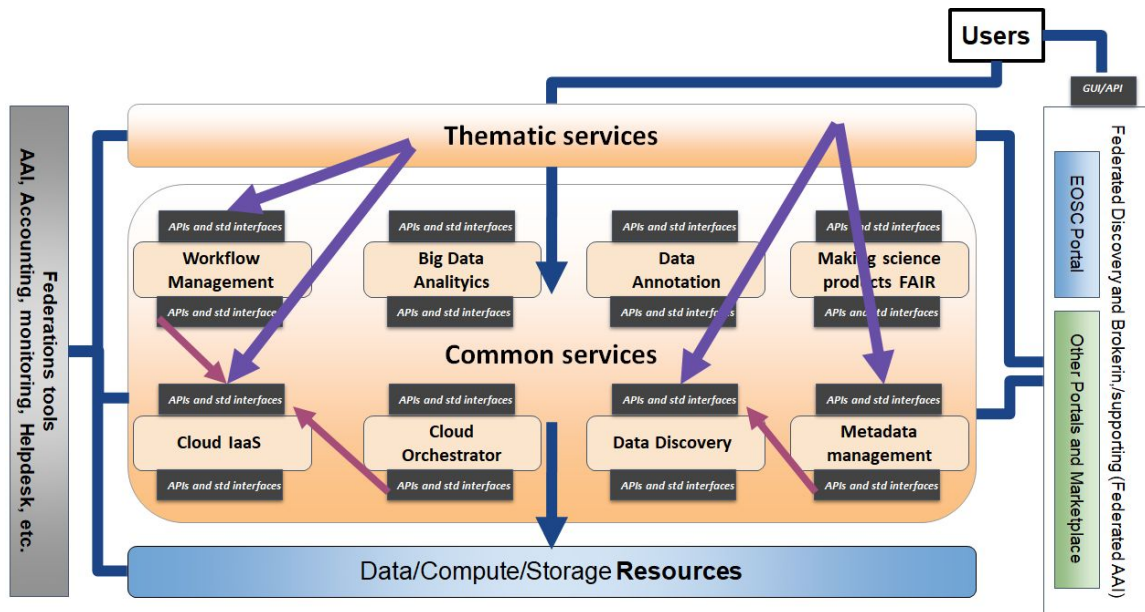 Users
GUI/API
Thematic services
APIs and std interfaces
APIs and std interfaces
APIs and std interfaces
APIs and std interfaces
Workflow
Management
Big Data
Analityics
Data
Annotation
Making science
products FAIR
APIs and std interfaces
APIs and std interfaces
APIs and std interfaces
APIs and std interfaces
Common services
APIs and std interfaces
APIs and std interfaces
APIs and std interfaces
APIs and std interfaces
Cloud IaaS
Cloud
Orchestrator
Data Discovery
Metadata
management
APIs and std interfaces
APIs and std interfaces
APIs and std interfaces
APIs and std interfaces
Data/Compute/Storage Resources
Federations tools
AAI, Accounting, monitoring, Helpdesk, etc.
Federated Discovery and Brokerin,/supporting (Federated AAI)
EOSC Portal
Other Portals and Marketplace